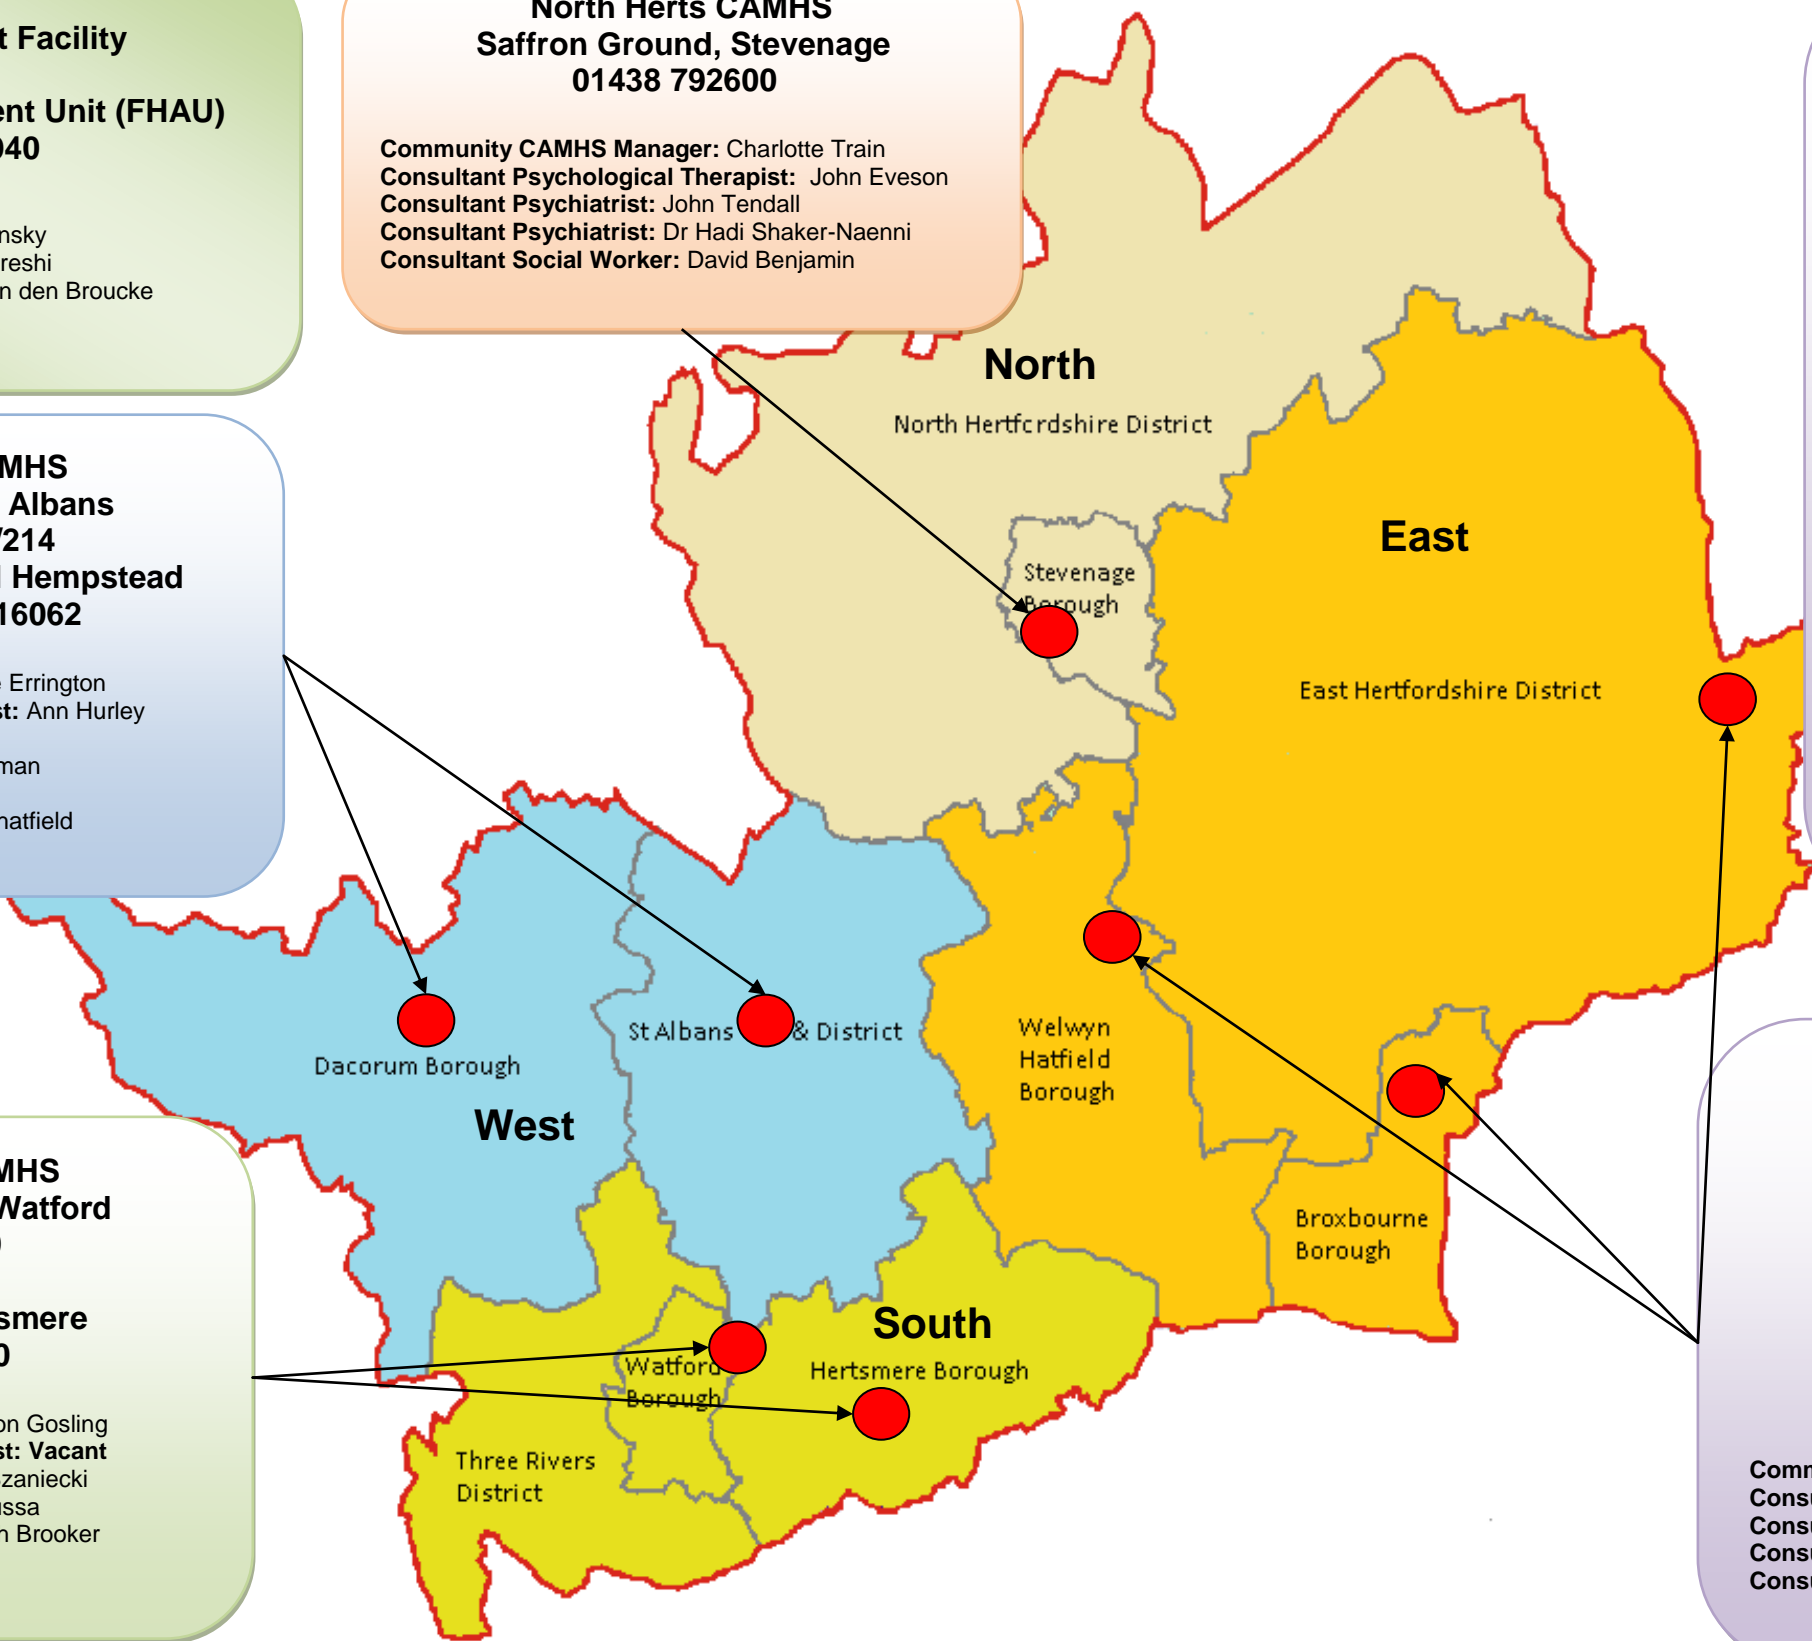 t Facility
ent Unit (FHAU)
040
nsky
reshi
n den Broucke
North Herts CAMHS
Saffron Ground, Stevenage
01438 792600
Community CAMHS Manager: Charlotte Train
Consultant Psychological Therapist: John Eveson
Consultant Psychiatrist: John Tendall
Consultant Psychiatrist: Dr Hadi Shaker-Naenni
Consultant Social Worker: David Benjamin
MHS
Albans
214
Hempstead
16062
Errington
st: Ann Hurley
man
hatfield
MHS
Watford
smere
0
on Gosling
st: Vacant
zaniecki
ussa
n Brooker
North
North Hertfcrdshire District
Stevenage
Borough
East
East Hertfordshire District
St Albans & District
Dacorum Borough
West
Welwyn
Hatfield
Borough
Broxbourne
Borough
South
Hertsmere Borough
Watford
Borough
Three Rivers
District
Comm
Consu
Consu
Consu
Consu